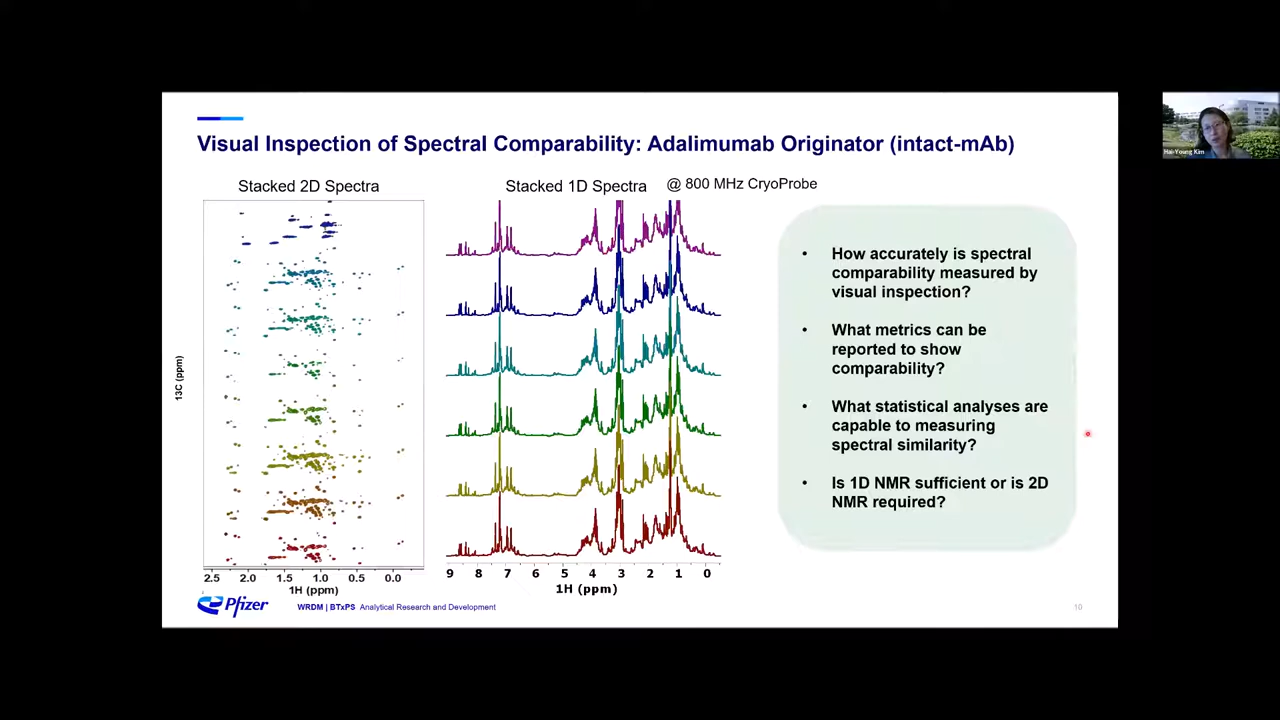 Visual Inspection of Spectral Comparability: Adalimumab Originator (intact-mAb)
Stacked 2D Spectra
13C (ppm)
2.5 2.0 1.5 1.0 0.5 0.0
1H (ppm)
Stacked 1D Spectra
@ 800 MHz CryoProbe
9 8 7 6 5 4 3 2 1 0
1H (ppm)
• How accurately is spectral
comparability measured by
visual inspection?
• What metrics can be
reported to show
comparability?
• What statistical analyses are
capable to measuring
spectral similarity?
• Is 1D NMR sufficient or is 2D
NMR required?
Pfizer
WRDM | BTxPS Analytical Research and Development
10
Hai-Young Kim